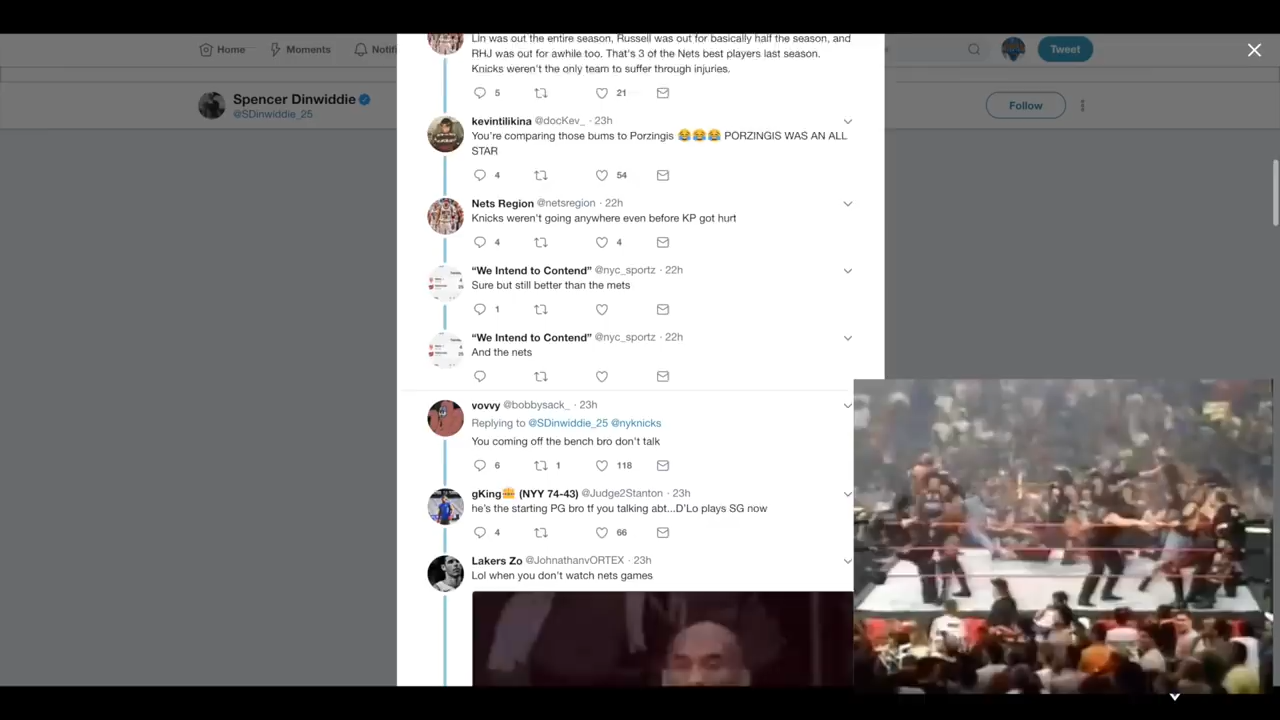 Lin was out the entire season, Russell was out for basically half the season, and
Home
Moments
Notifi
RHJ was out for awhile too. That's 3 of the Nets best players last season.
Tweet
Knicks weren't the only team to suffer through injuries.
5
21
Spencer Dinwiddie
@SDinwiddie_25
Follow
kevintilikina @docKev_ · 23h
You're comparing those bums to Porzingis 😂😂😂 PORZINGIS WAS AN ALL
STAR
4
54
Nets Region @netsregion · 22h
Knicks weren't going anywhere even before KP got hurt
4
4
“We Intend to Contend” @nyc_sportz · 22h
Sure but still better than the mets
1
“We Intend to Contend” @nyc_sportz · 22h
And the nets
vovvy @bobbysack_ · 23h
Replying to @SDinwiddie_25 @nyknicks
You coming off the bench bro don't talk
6
1
118
gKing (NYY 74-43) @Judge2Stanton · 23h
he's the starting PG bro tf you talking abt...D'Lo plays SG now
4
66
Lakers Zo @JohnathanvORTEX · 23h
Lol when you don't watch nets games